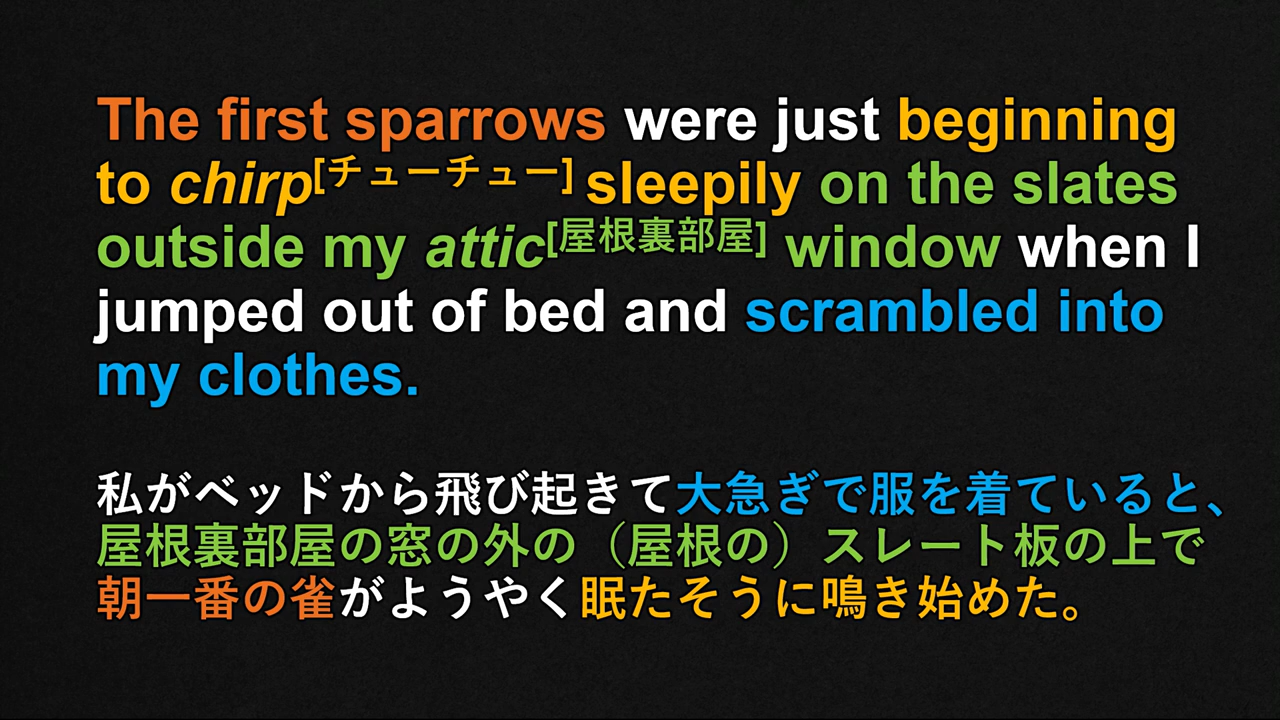 The first sparrows were just beginning
to chirp[チューチュー] sleepily on the slates
outside my attic[屋根裏部屋] window when I
jumped out of bed and scrambled into
my clothes.
私がベッドから飛び起きて大急ぎで服を着ていると、
屋根裏部屋の窓の外の（屋根の）スレート板の上で
朝一番の雀がようやく眠たそうに鳴き始めた。